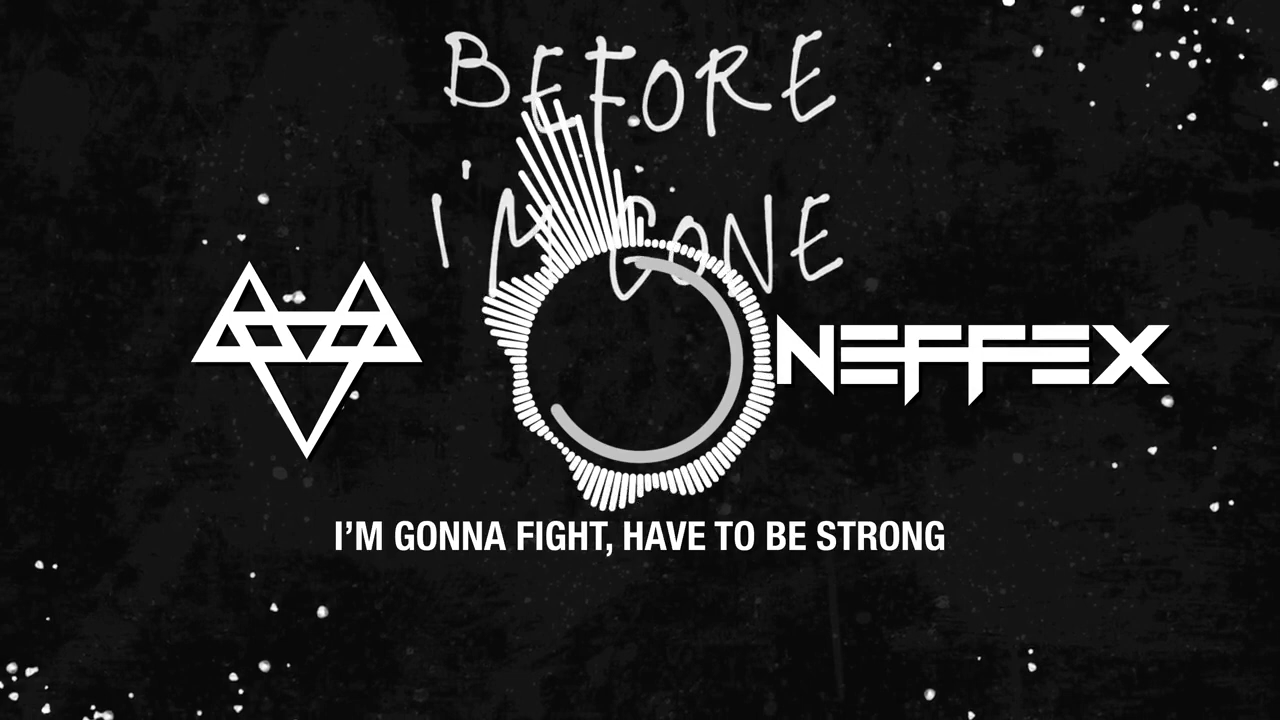 BEFORE
I'M GONE
NEFFEX
I'M GONNA FIGHT, HAVE TO BE STRONG